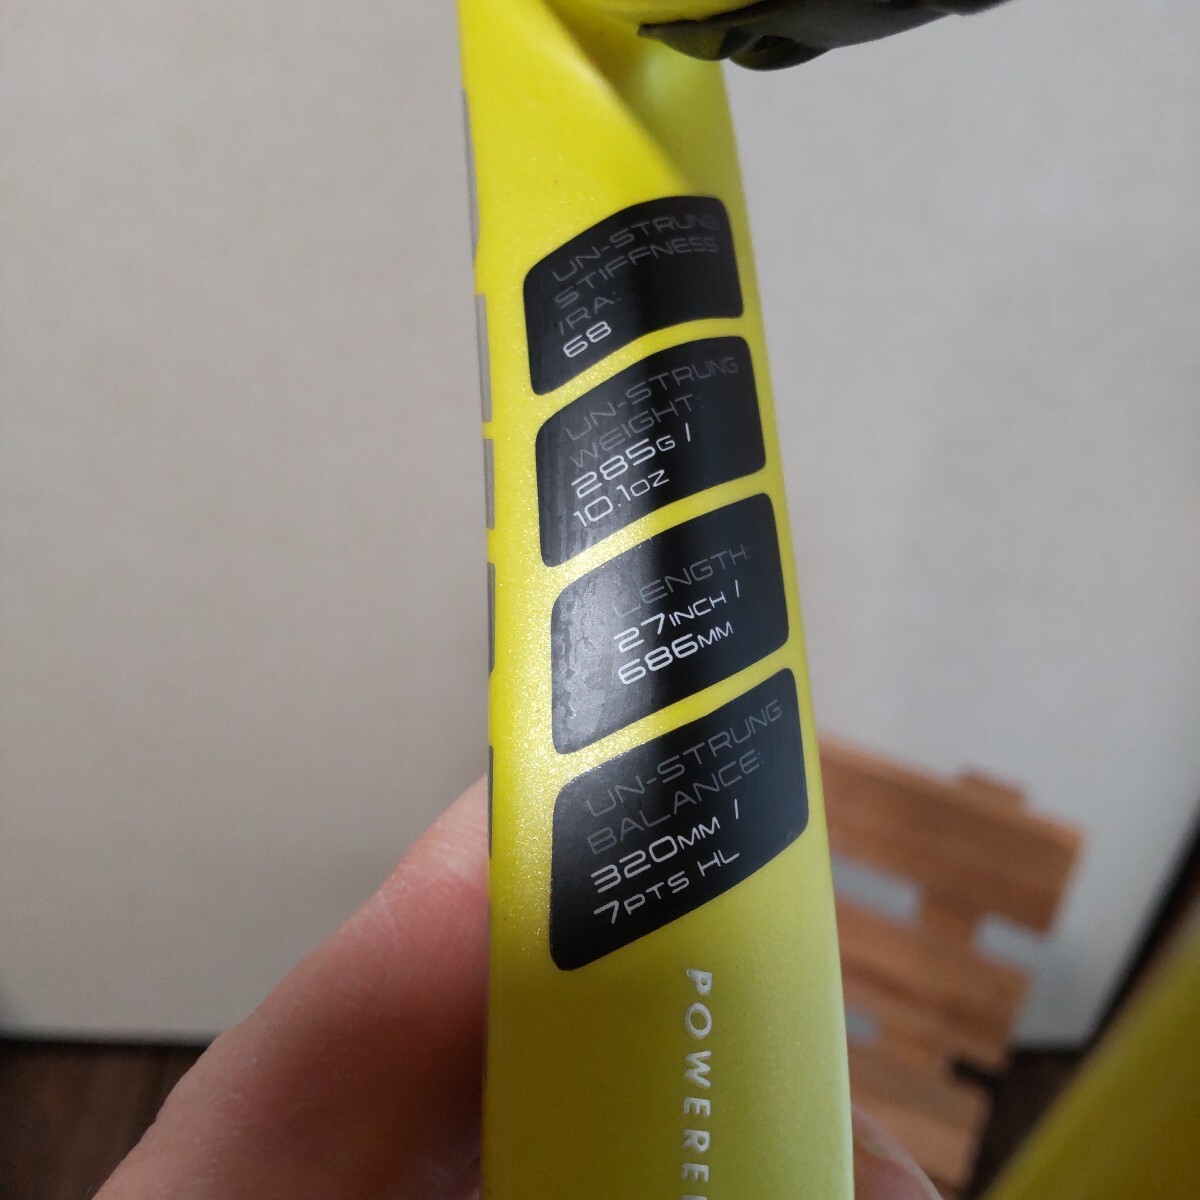 UN-STRUNG
STIFFNESS
/RA:
68
UN-STRUNG
WEIGHT:
285G /
10.1OZ
LENGTH:
27INCH /
686MM
UN-STRUNG
BALANCE:
320MM /
7PTS HL
POWERE